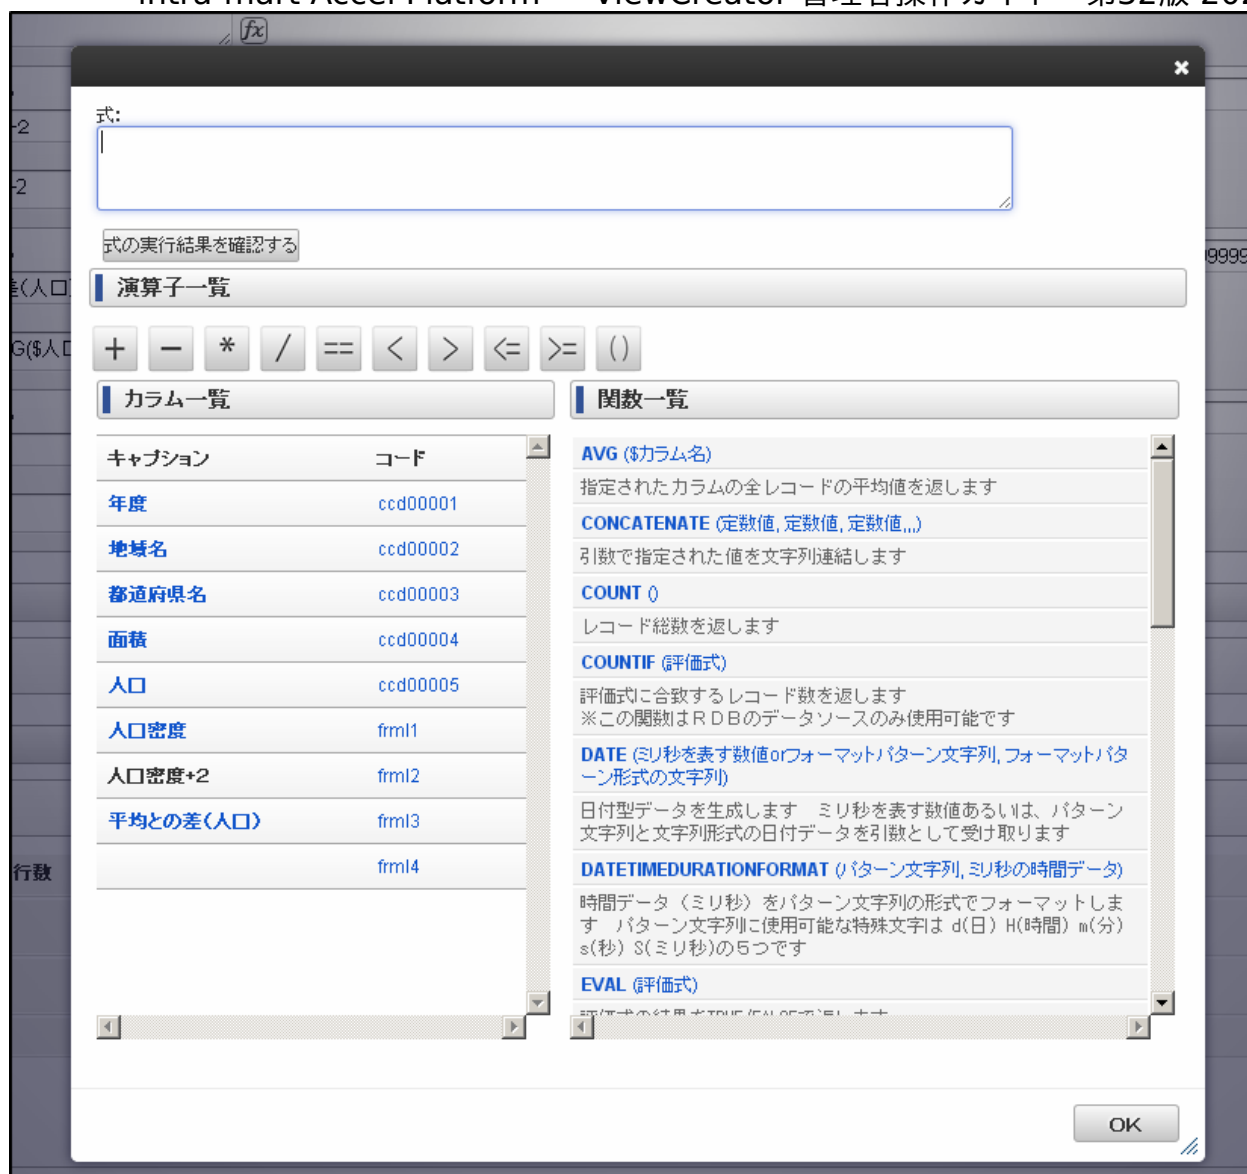 fx
-2
-2
9999
行数
式:
式の実行結果を確認する
演算子一覧
+ − * / == < > <= >= ()
カラム一覧
キャプション コード
年度 ccd00001
地域名 ccd00002
都道府県名 ccd00003
面積 ccd00004
人口 ccd00005
人口密度 frml1
人口密度+2 frml2
平均との差(人口) frml3
frml4
関数一覧
AVG ($カラム名)
指定されたカラムの全レコードの平均値を返します
CONCATENATE (定数値, 定数値, 定数値,,,)
引数で指定された値を文字列連結します
COUNT ()
レコード総数を返します
COUNTIF (評価式)
評価式に合致するレコード数を返します
※この関数はRDBのデータソースのみ使用可能です
DATE (ミリ秒を表す数値orフォーマットパターン文字列, フォーマットパタ
ーン形式の文字列)
日付型データを生成します　ミリ秒を表す数値あるいは、パターン
文字列と文字列形式の日付データを引数として受け取ります
DATETIMEDURATIONFORMAT (パターン文字列, ミリ秒の時間データ)
時間データ（ミリ秒）をパターン文字列の形式でフォーマットしま
す　パターン文字列に使用可能な特殊文字は d(日) H(時間) m(分)
s(秒) S(ミリ秒)の5つです
EVAL (評価式)
OK